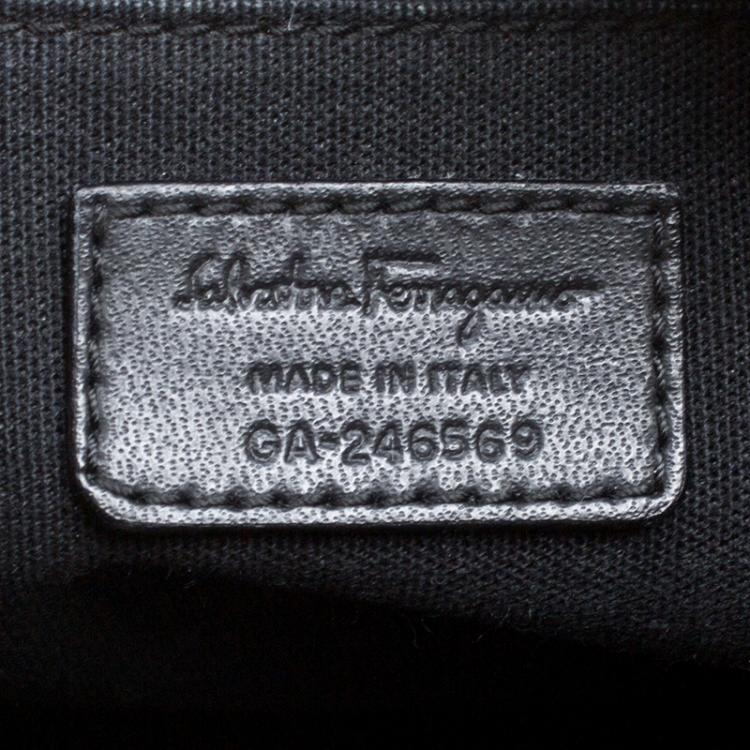 Salvatore Ferragamo
MADE IN ITALY
GA-246569